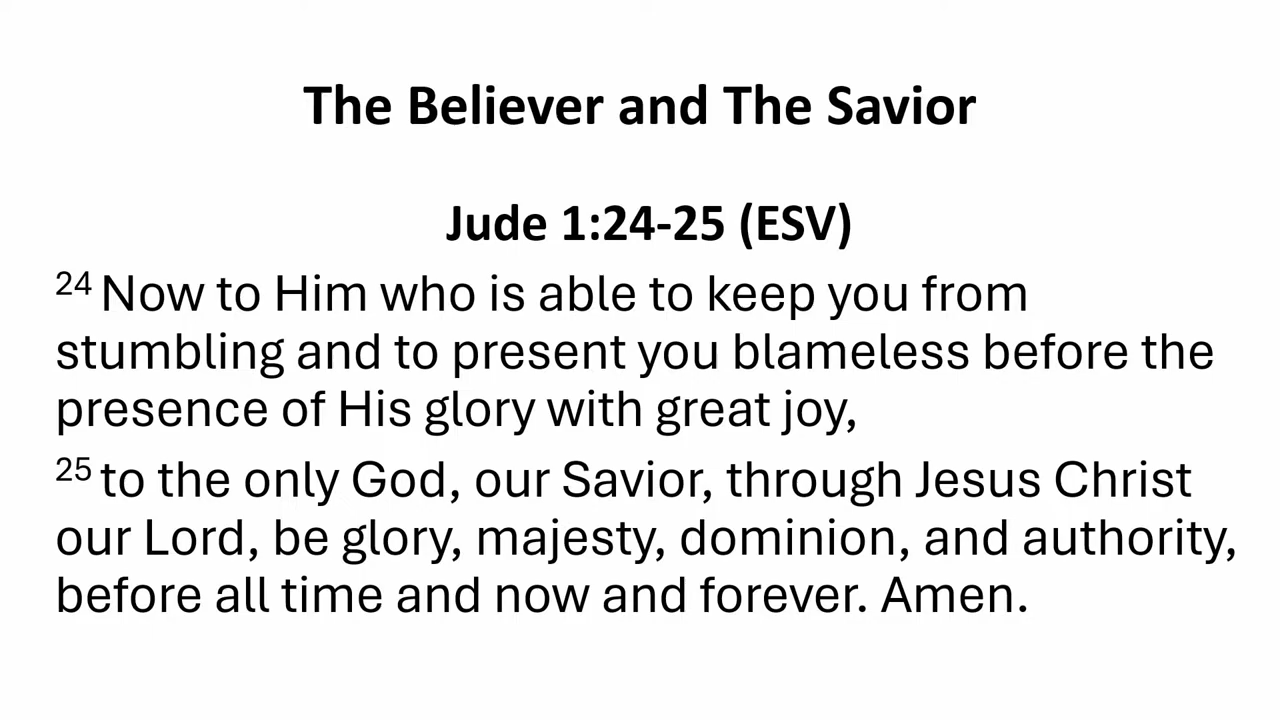 The Believer and The Savior
Jude 1:24-25 (ESV)
24 Now to Him who is able to keep you from
stumbling and to present you blameless before the
presence of His glory with great joy,
25 to the only God, our Savior, through Jesus Christ
our Lord, be glory, majesty, dominion, and authority,
before all time and now and forever. Amen.